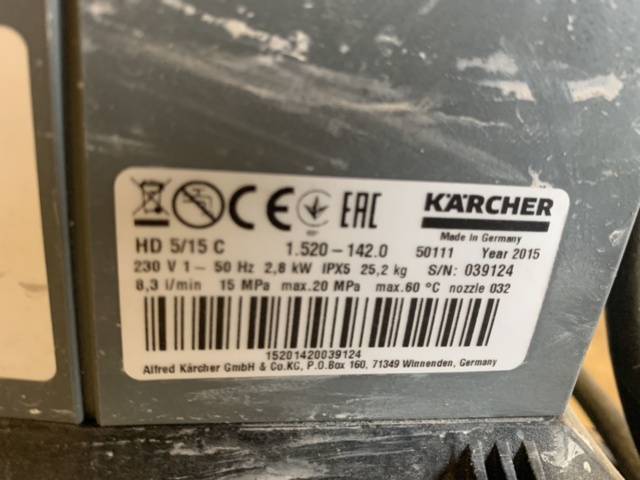 CE EAC KÄRCHER
Made in Germany
HD 5/15 C 1.520-142.0 50111 Year 2015
230 V 1~ 50 Hz 2,8 kW IPX5 25,2 kg S/N: 039124
8,3 l/min 15 MPa max.20 MPa max.60 °C nozzle 032
15201420039124
Alfred Kärcher GmbH & Co.KG, P.O.Box 160, 71349 Winnenden, Germany